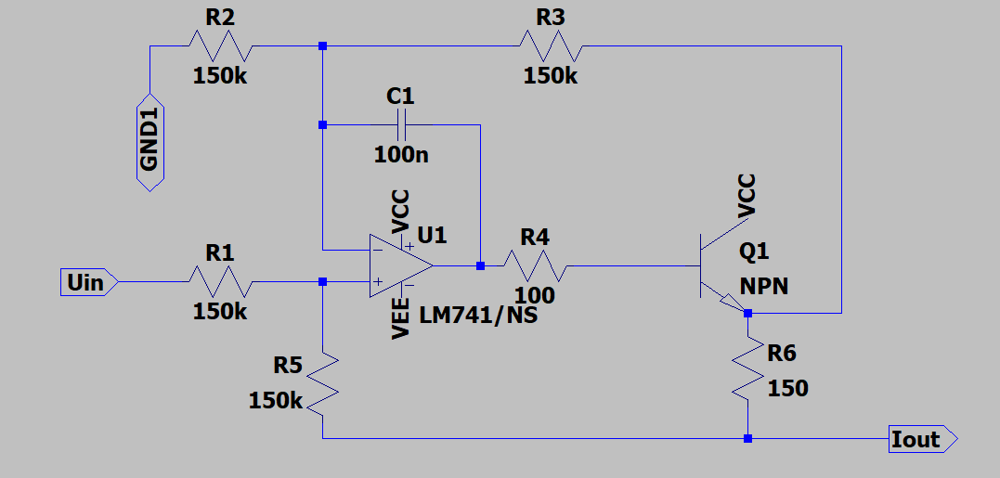 R2
150k
R3
150k
GND1
C1
100n
VCC
U1
VEE
LM741/NS
R4
100
VCC
Q1
NPN
Uin
R1
150k
R5
150k
R6
150
Iout